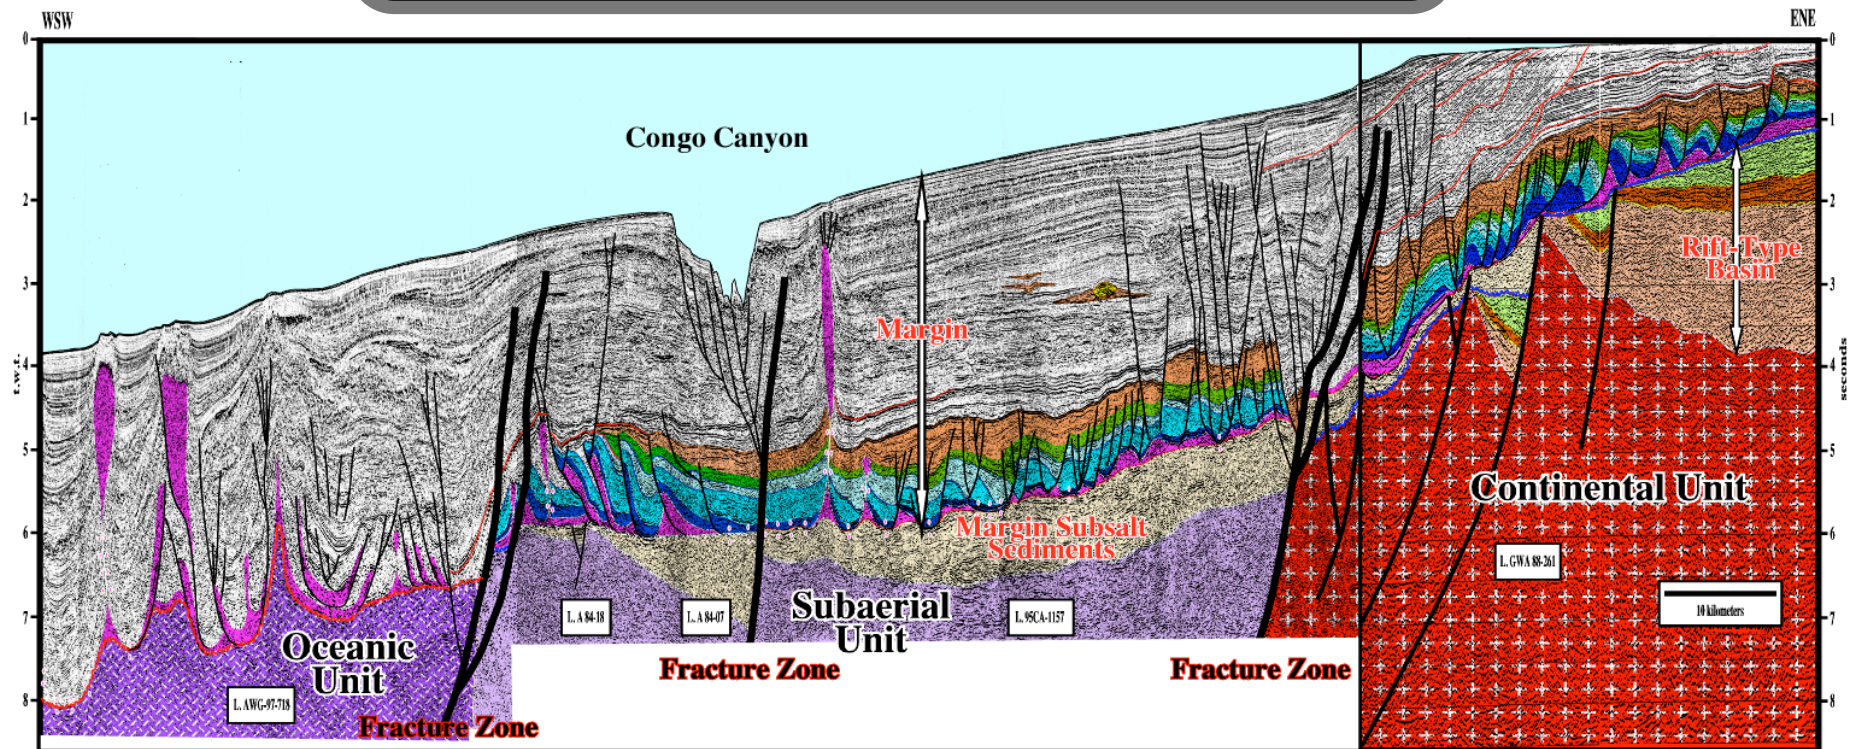 WSW
ENE
0
1
2
3
4
5
6
7
8
t.w.t.
0
1
2
3
4
5
6
7
8
seconds
Congo Canyon
Margin
Rift-Type
Basin
Continental Unit
Margin Subsalt
Sediments
L. GWA 88-261
10 kilometers
L. A 84-18
L. A 84-07
Subaerial
Unit
L. 95CA-1157
Oceanic
Unit
Fracture Zone
Fracture Zone
L. AWG-97-718
Fracture Zone